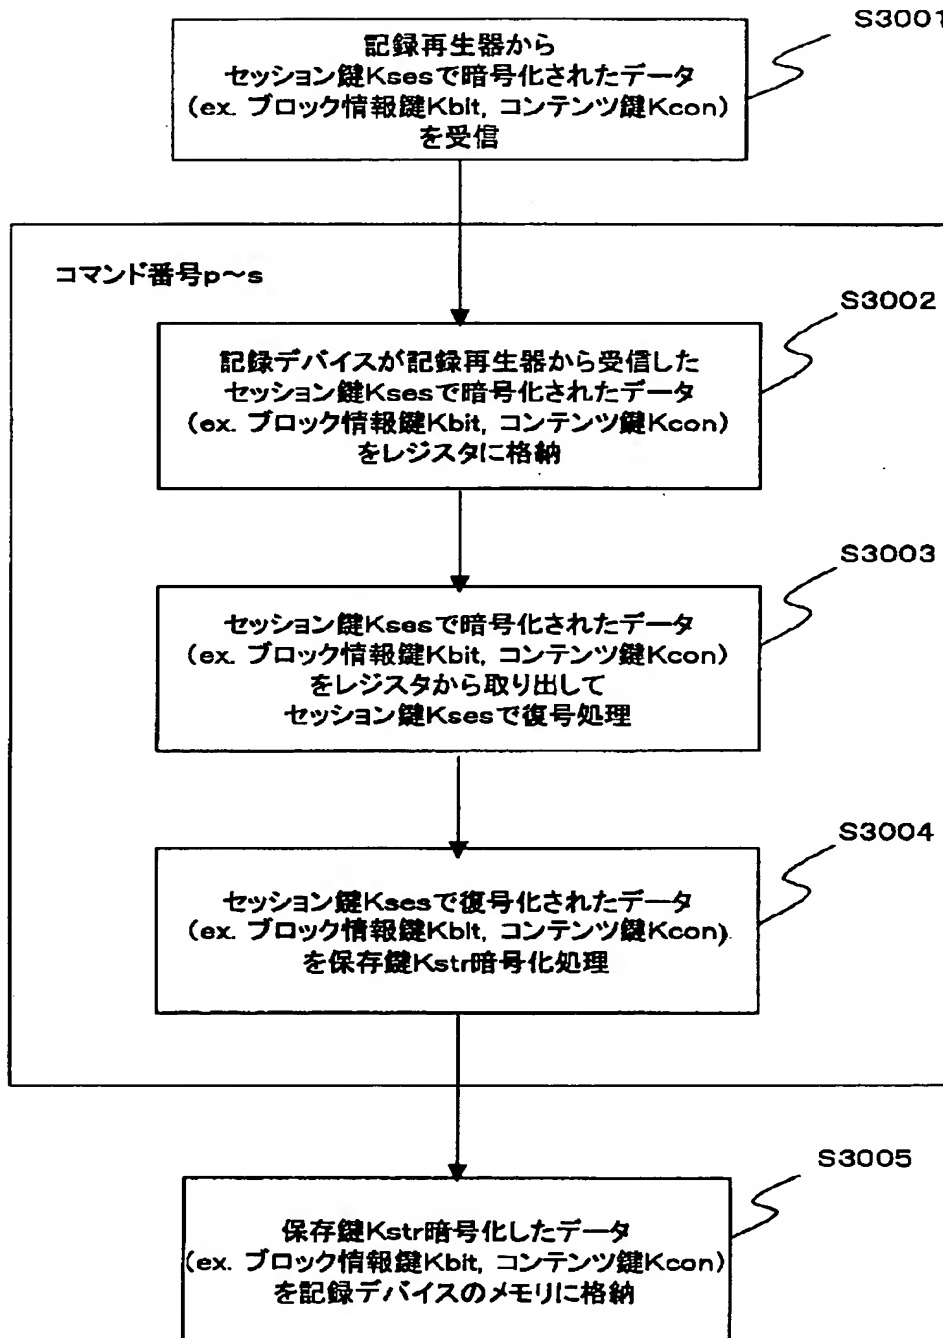 S3001
記録再生器から
セッション鍵Ksesで暗号化されたデータ
(ex. ブロック情報鍵Kbit, コンテンツ鍵Kcon)
を受信
コマンド番号p～s
S3002
記録デバイスが記録再生器から受信した
セッション鍵Ksesで暗号化されたデータ
(ex. ブロック情報鍵Kbit, コンテンツ鍵Kcon)
をレジスタに格納
S3003
セッション鍵Ksesで暗号化されたデータ
(ex. ブロック情報鍵Kbit, コンテンツ鍵Kcon)
をレジスタから取り出して
セッション鍵Ksesで復号処理
S3004
セッション鍵Ksesで復号化されたデータ
(ex. ブロック情報鍵Kbit, コンテンツ鍵Kcon)
を保存鍵Kstr暗号化処理
S3005
保存鍵Kstr暗号化したデータ
(ex. ブロック情報鍵Kbit, コンテンツ鍵Kcon)
を記録デバイスのメモリに格納